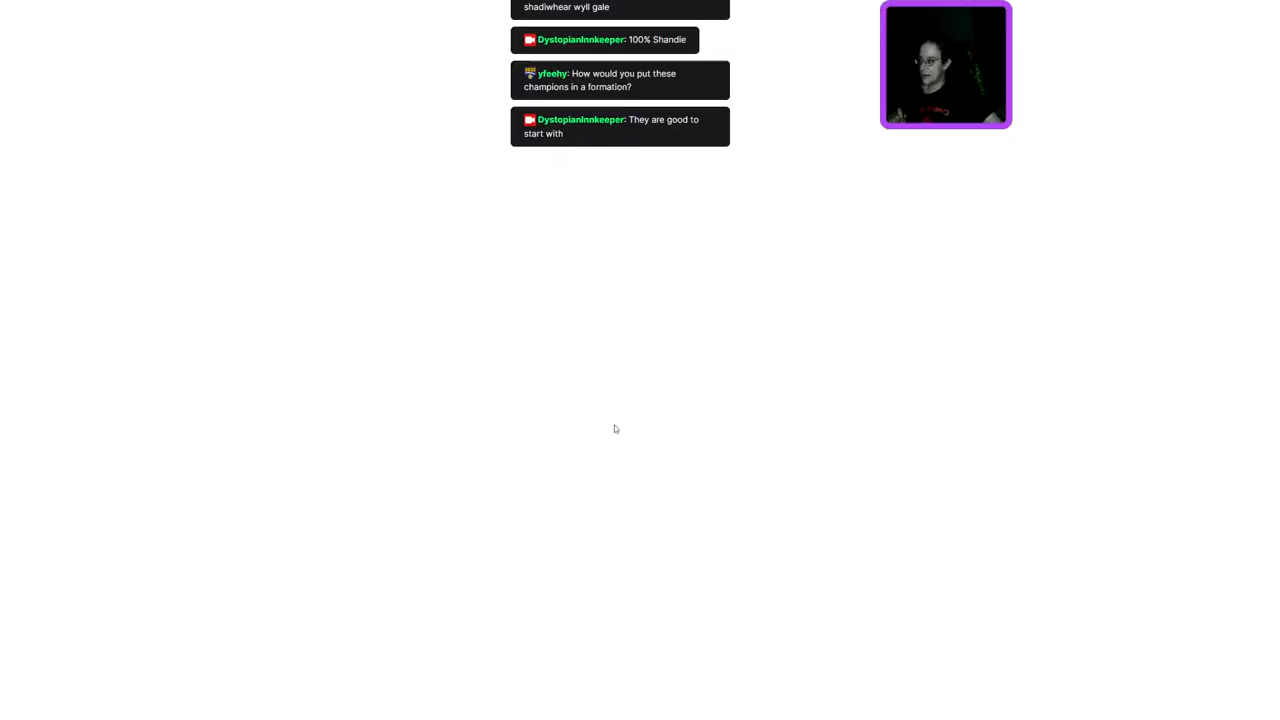 shadiwhear wyll gale
DystopianInnkeeper: 100% Shandie
yfeehy: How would you put these
champions in a formation?
DystopianInnkeeper: They are good to
start with